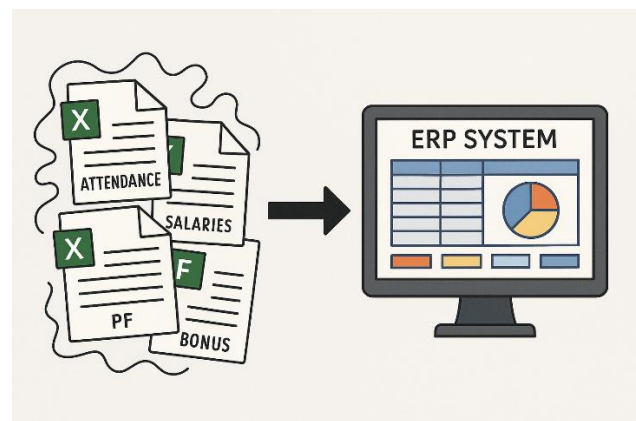 X
ATTENDANCE
SALARIES
X
PF
F
BONUS
ERP SYSTEM